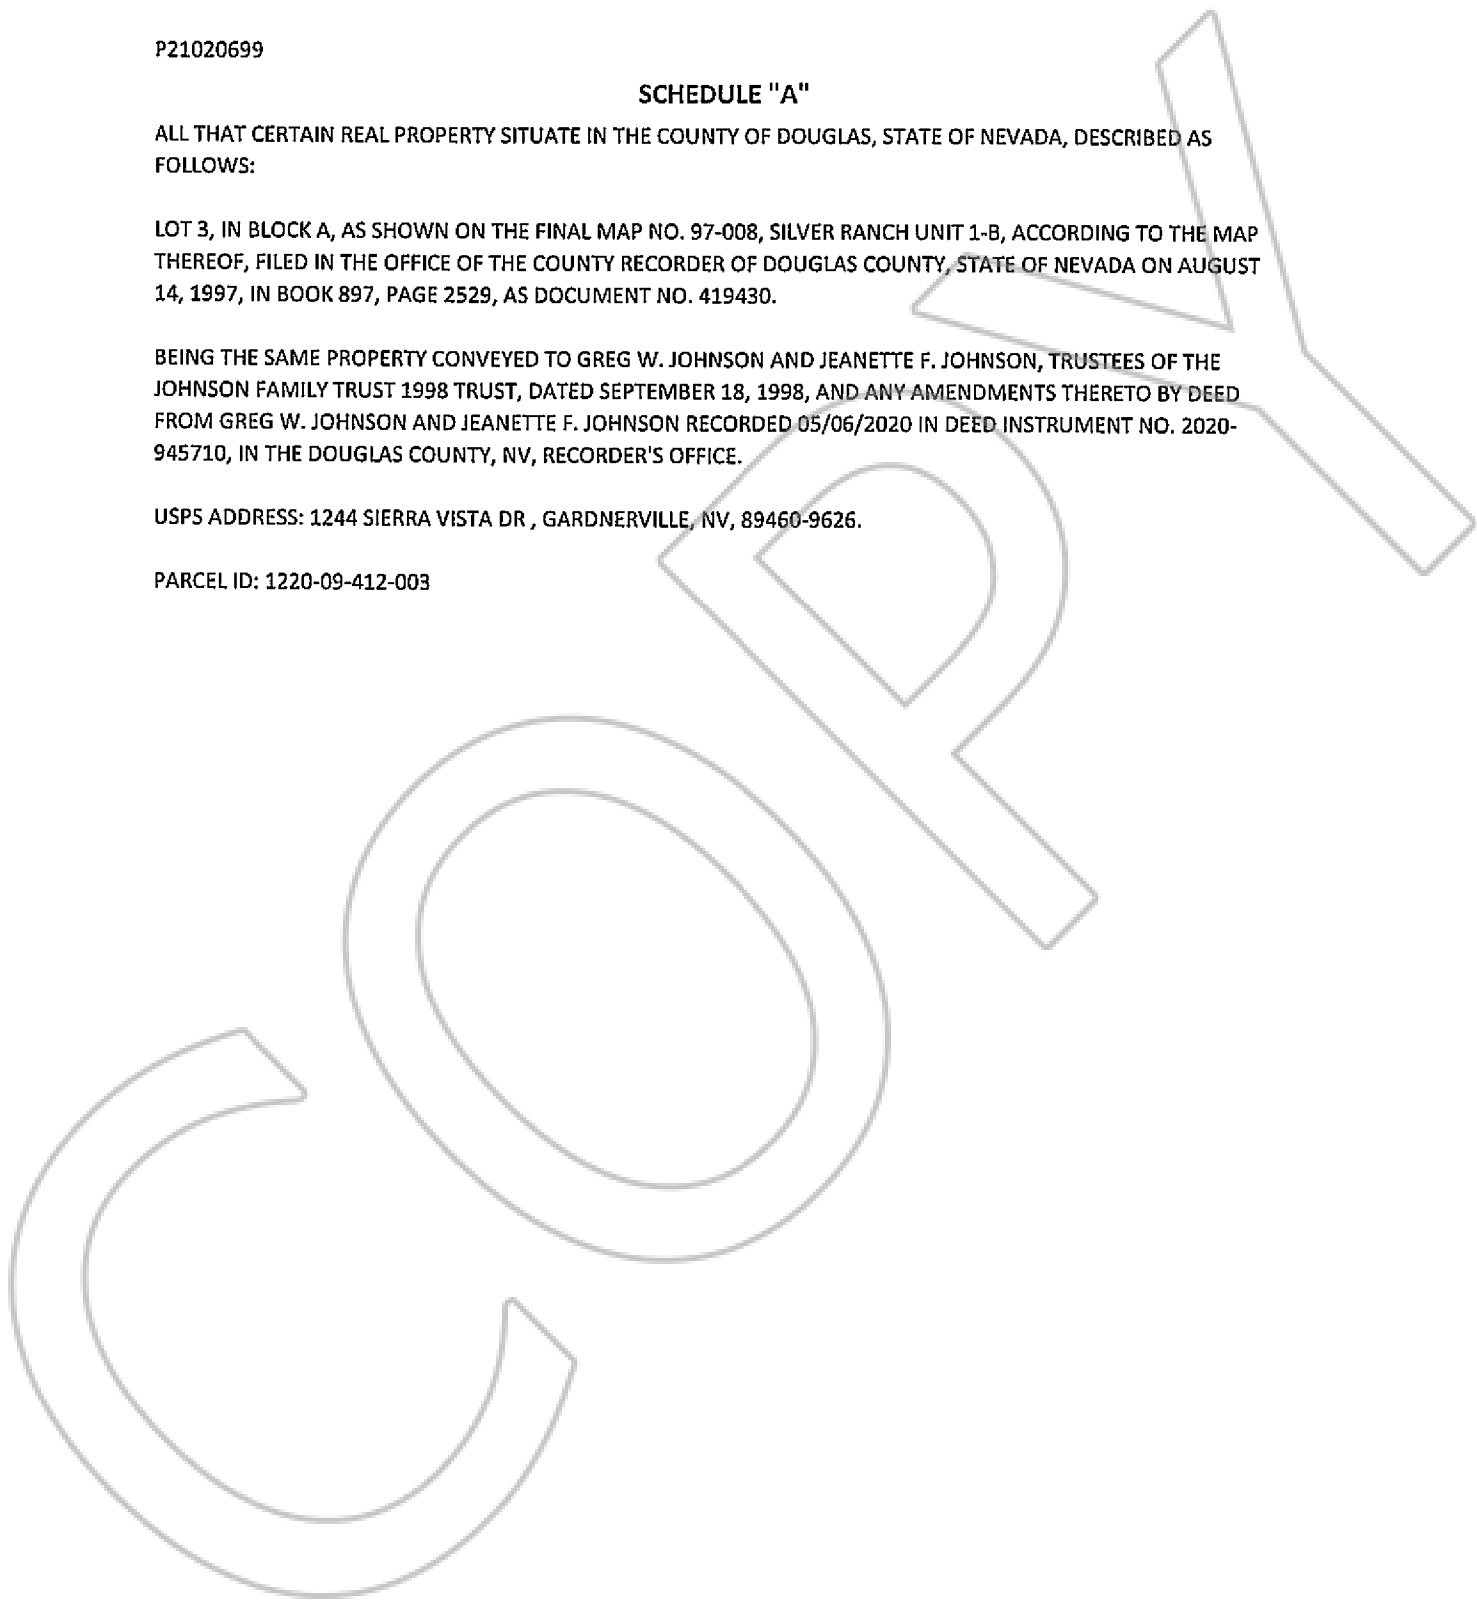 P21020699
SCHEDULE "A"
ALL THAT CERTAIN REAL PROPERTY SITUATE IN THE COUNTY OF DOUGLAS, STATE OF NEVADA, DESCRIBED AS
FOLLOWS:
LOT 3, IN BLOCK A, AS SHOWN ON THE FINAL MAP NO. 97-008, SILVER RANCH UNIT 1-B, ACCORDING TO THE MAP
THEREOF, FILED IN THE OFFICE OF THE COUNTY RECORDER OF DOUGLAS COUNTY, STATE OF NEVADA ON AUGUST
14, 1997, IN BOOK 897, PAGE 2529, AS DOCUMENT NO. 419430.
BEING THE SAME PROPERTY CONVEYED TO GREG W. JOHNSON AND JEANETTE F. JOHNSON, TRUSTEES OF THE
JOHNSON FAMILY TRUST 1998 TRUST, DATED SEPTEMBER 18, 1998, AND ANY AMENDMENTS THERETO BY DEED
FROM GREG W. JOHNSON AND JEANETTE F. JOHNSON RECORDED 05/06/2020 IN DEED INSTRUMENT NO. 2020-
945710, IN THE DOUGLAS COUNTY, NV, RECORDER'S OFFICE.
USPS ADDRESS: 1244 SIERRA VISTA DR , GARDNERVILLE, NV, 89460-9626.
PARCEL ID: 1220-09-412-003
COPY